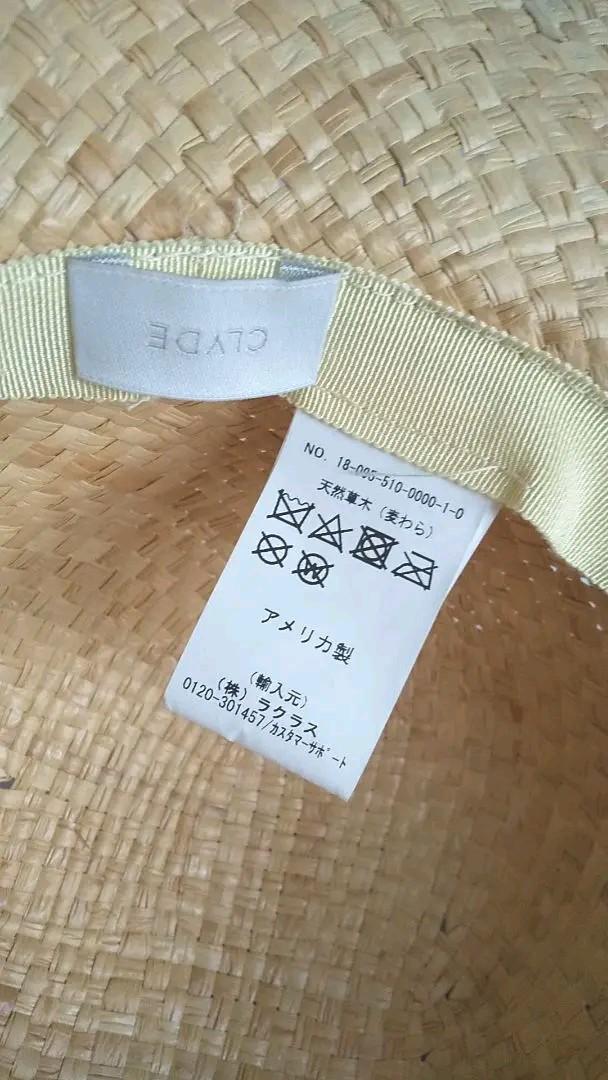 CLYDE
NO. 18-005-510-0000-1-0
天然草木 (麦わら)
アメリカ製
(輸入元)
(株) ラクラス
0120-301457/カスタマーサポート